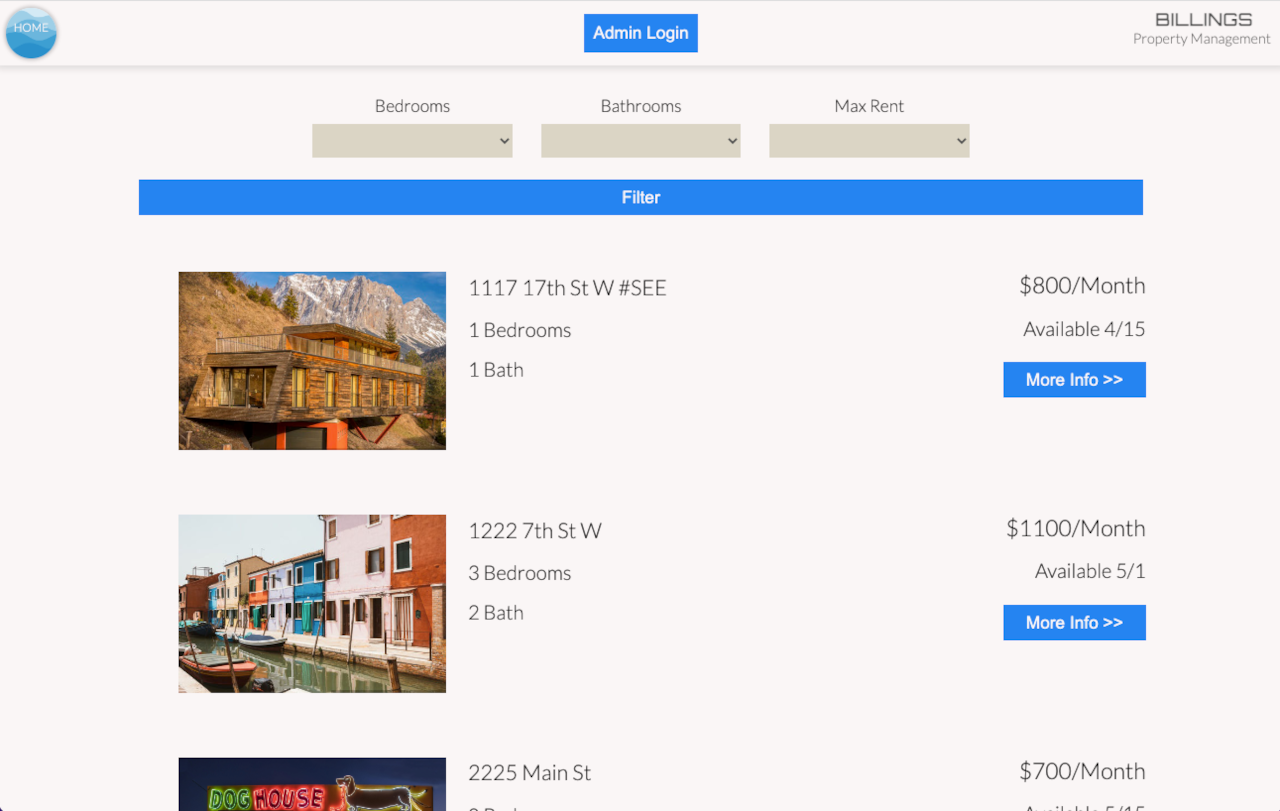 HOME
Admin Login
BILLINGS
Property Management
Bedrooms
Bathrooms
Max Rent
Filter
1117 17th St W #SEE
1 Bedrooms
1 Bath
$800/Month
Available 4/15
More Info >>
1222 7th St W
3 Bedrooms
2 Bath
$1100/Month
Available 5/1
More Info >>
DOG HOUSE
2225 Main St
$700/Month